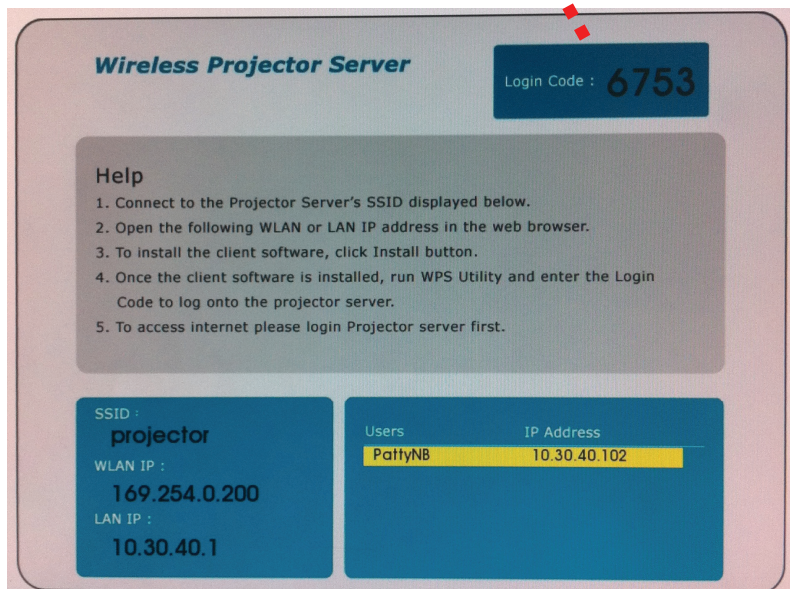 Wireless Projector Server
Login Code : 6753
Help
1. Connect to the Projector Server's SSID displayed below.
2. Open the following WLAN or LAN IP address in the web browser.
3. To install the client software, click Install button.
4. Once the client software is installed, run WPS Utility and enter the Login
Code to log onto the projector server.
5. To access internet please login Projector server first.
SSID :
projector
WLAN IP :
169.254.0.200
LAN IP :
10.30.40.1
Users IP Address
PattyNB 10.30.40.102